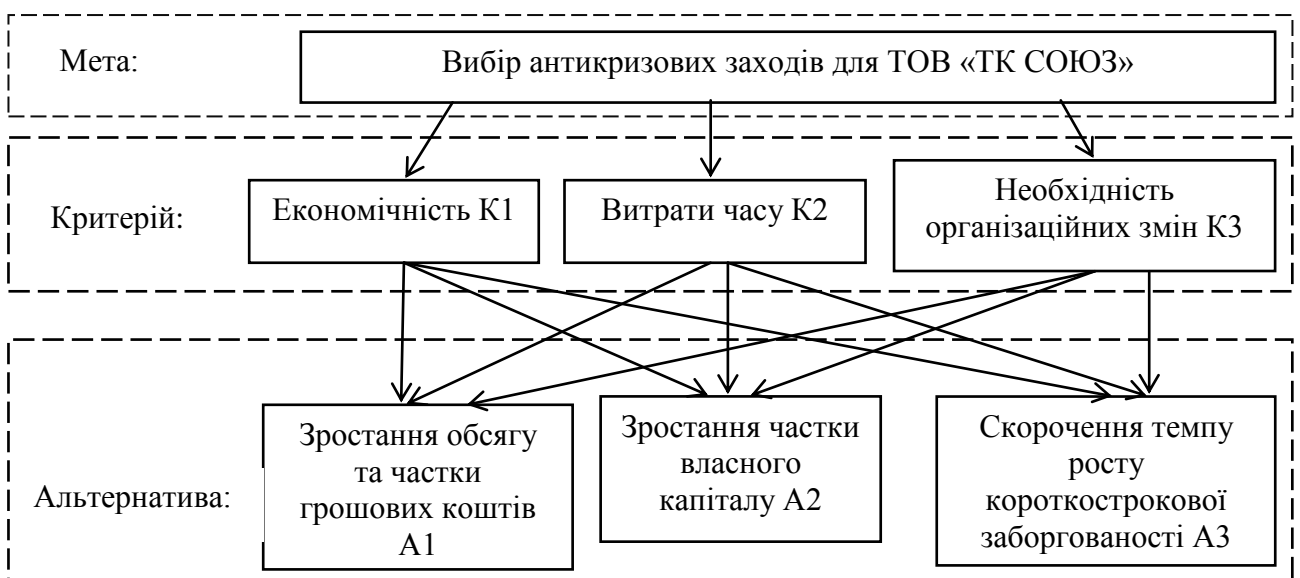 Мета:
Вибір антикризових заходів для ТОВ «ТК СОЮЗ»
Критерій:
Економічність К1
Витрати часу К2
Необхідність
організаційних змін К3
Альтернатива:
Зростання обсягу
та частки
грошових коштів
А1
Зростання частки
власного
капіталу А2
Скорочення темпу
росту
короткострокової
заборгованості А3